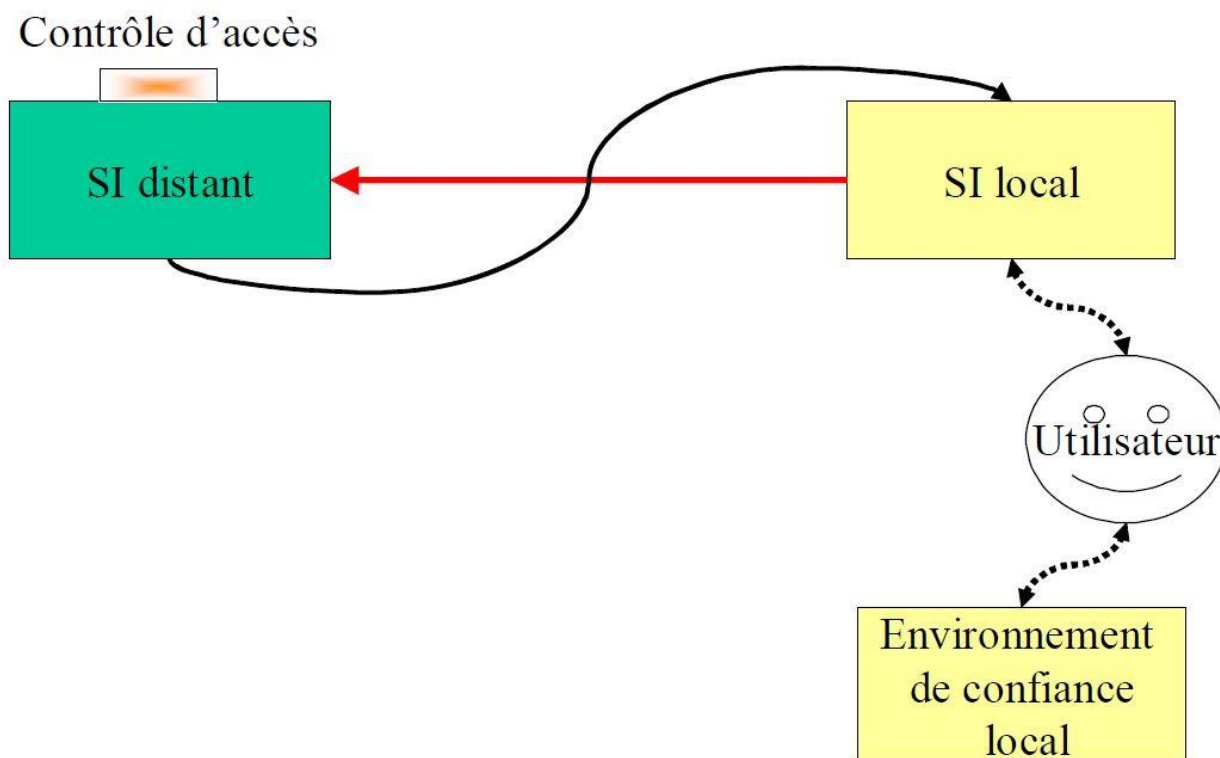 Contrôle d’accès
SI distant
SI local
Utilisateur
Environnement
de confiance
local